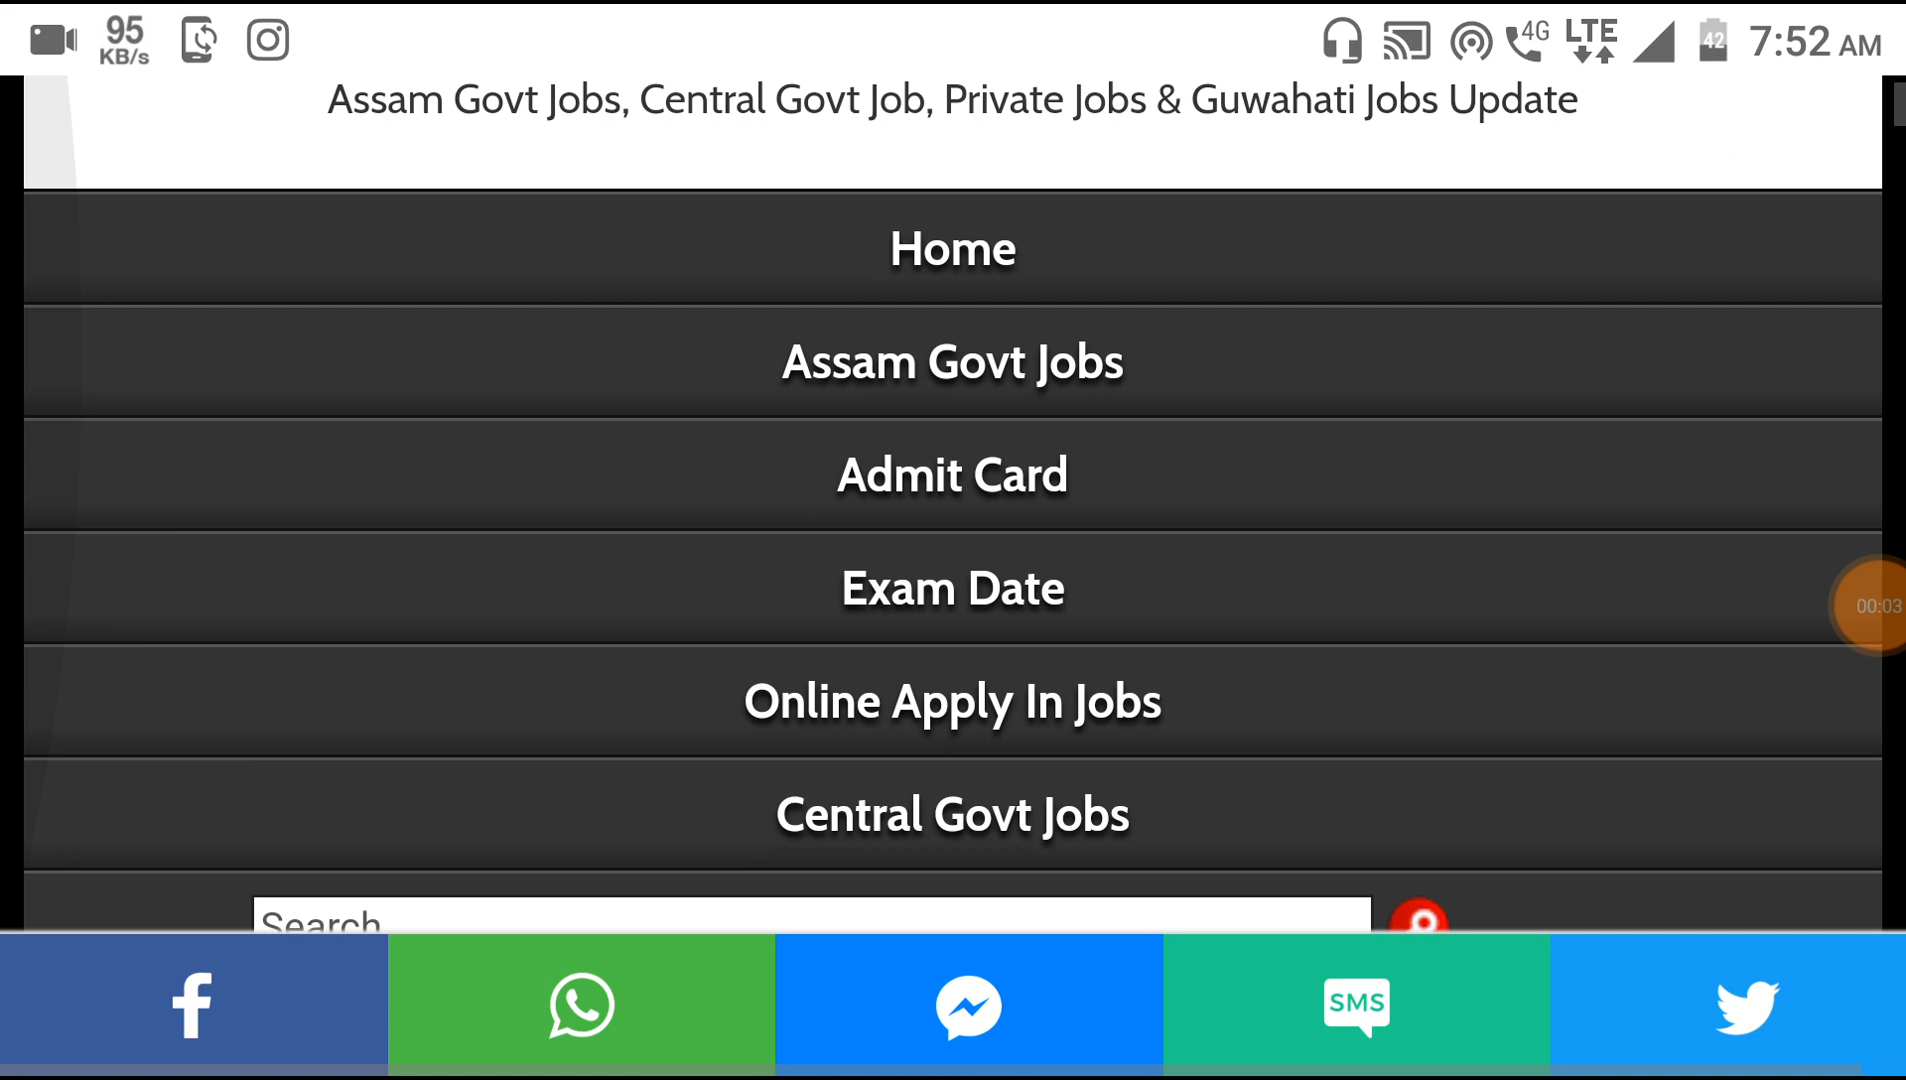 95
KB/s
4G
LTE
42
7:52 AM
Assam Govt Jobs, Central Govt Job, Private Jobs & Guwahati Jobs Update
Home
Assam Govt Jobs
Admit Card
Exam Date
00:03
Online Apply In Jobs
Central Govt Jobs
Search
SMS